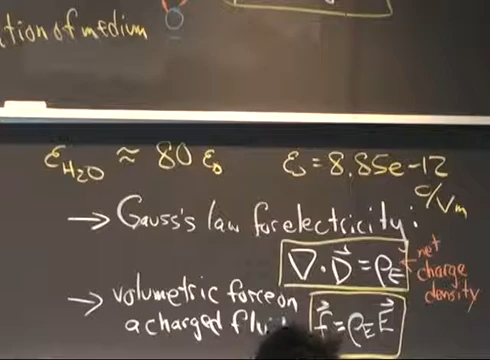 tion of medium
ε_H₂O ≈ 80 ε₀ ε₀ = 8.85e-12 C/Vm
→ Gauss's law for electricity:
∇·D⃗ = ρ_E ← net charge density
→ volumetric force on
a charged flui
f⃗ = ρ_E E⃗